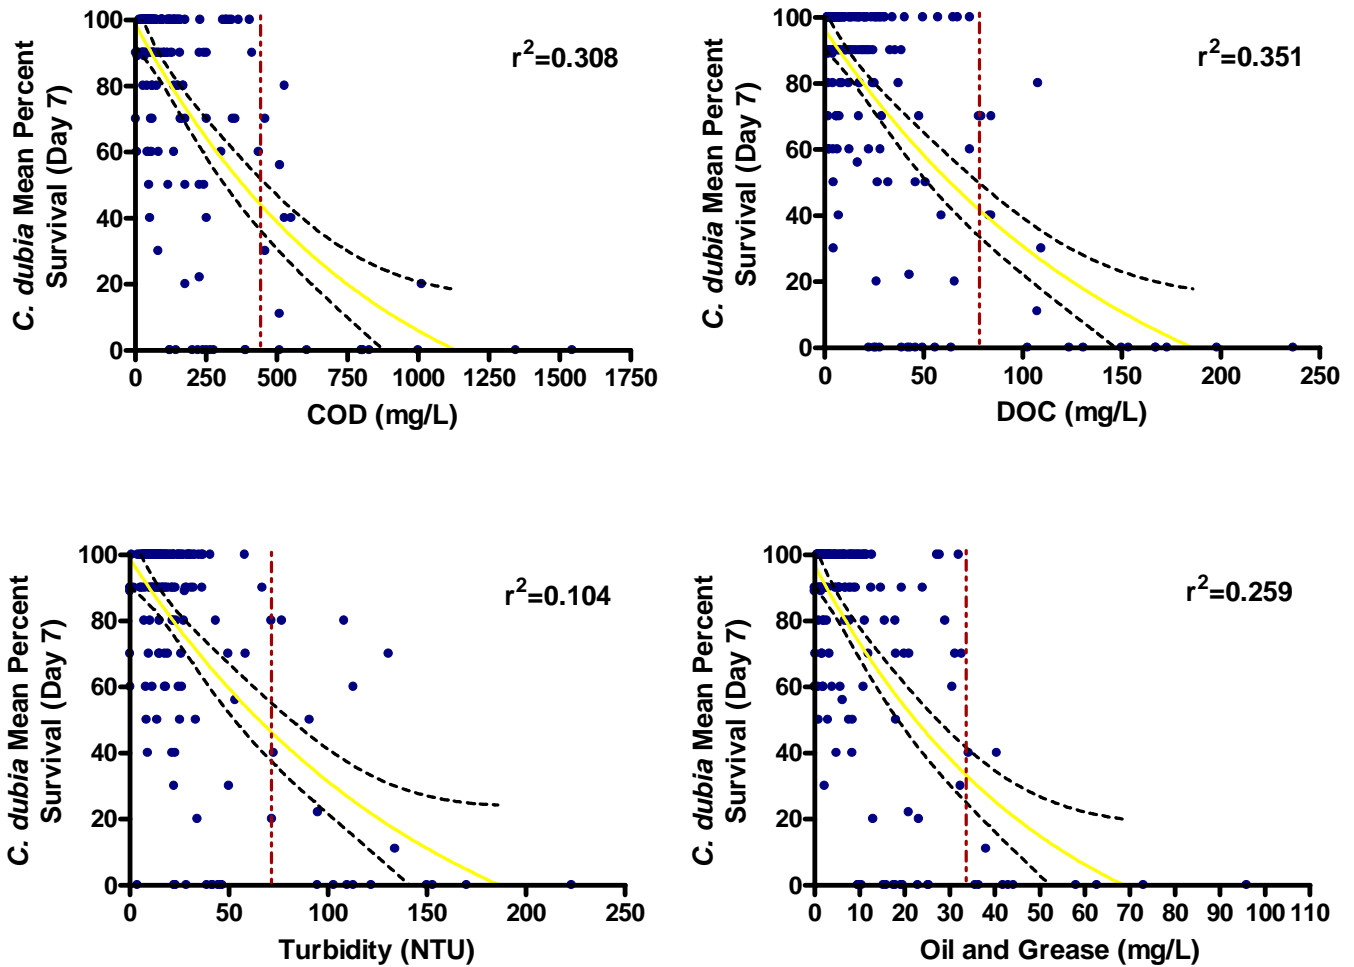 C. dubia Mean Percent
Survival (Day 7)
100
80
60
40
20
0
r²=0.308
0 250 500 750 1000 1250 1500 1750
COD (mg/L)
C. dubia Mean Percent
Survival (Day 7)
100
80
60
40
20
0
r²=0.351
0 50 100 150 200 250
DOC (mg/L)
C. dubia Mean Percent
Survival (Day 7)
100
80
60
40
20
0
r²=0.104
0 50 100 150 200 250
Turbidity (NTU)
C. dubia Mean Percent
Survival (Day 7)
100
80
60
40
20
0
r²=0.259
0 10 20 30 40 50 60 70 80 90 100 110
Oil and Grease (mg/L)